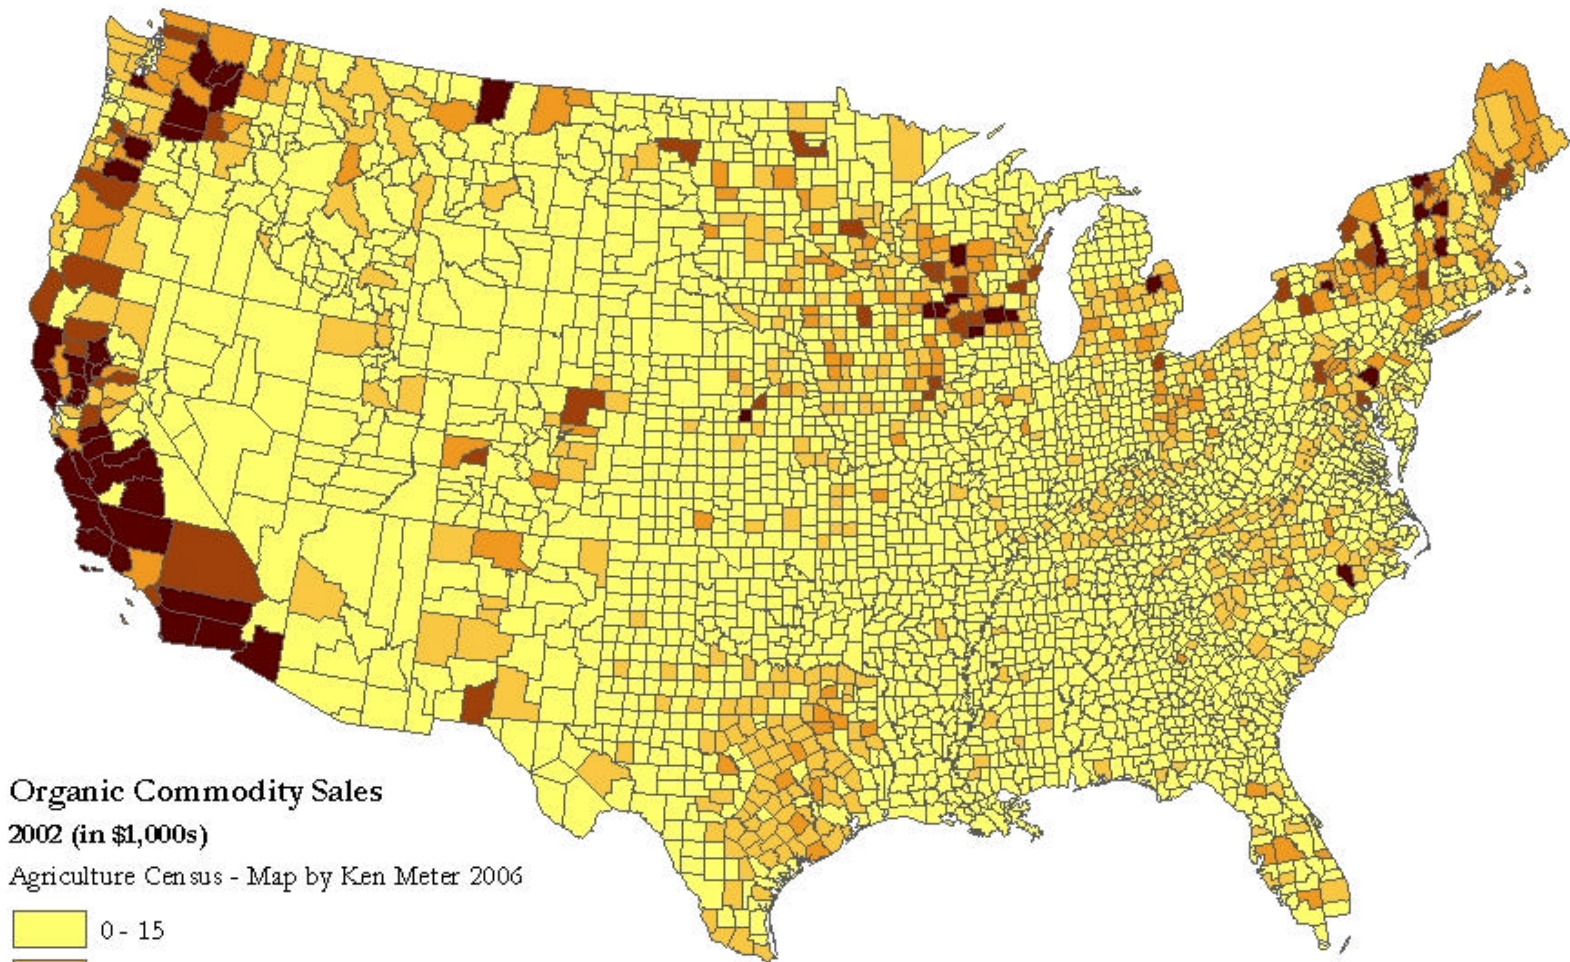 Organic Commodity Sales
2002 (in $1,000s)
Agriculture Census - Map by Ken Meter 2006
0 - 15